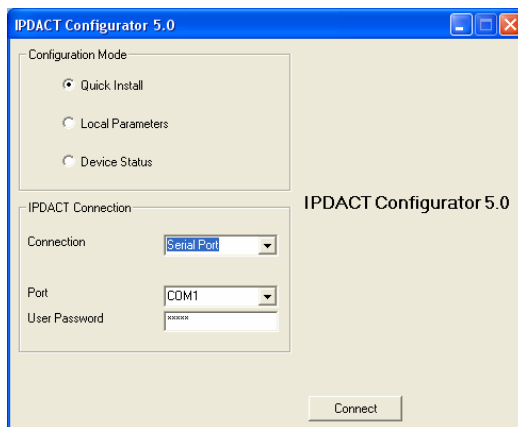 IPDACT Configurator 5.0
Configuration Mode
Quick Install
Local Parameters
Device Status
IPDACT Connection
Connection
Serial Port
Port
COM1
User Password
*****
IPDACT Configurator 5.0
Connect